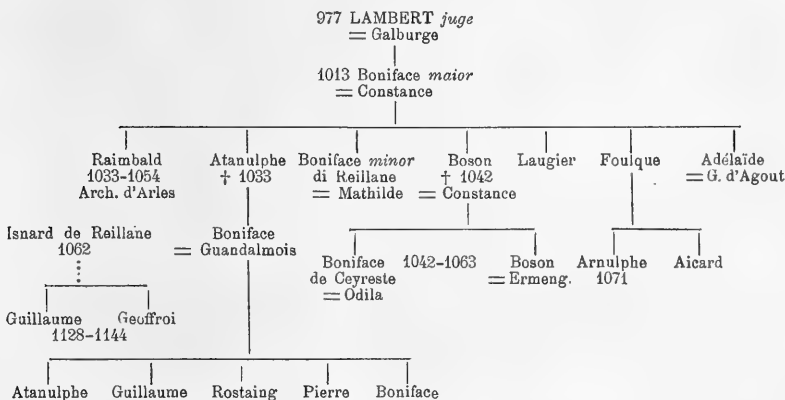 977 LAMBERT juge
= Galburge
1013 Boniface maior
= Constance
Raimbald
1033-1054
Arch. d'Arles
Atanulphe
† 1033
Boniface minor
di Reillane
= Mathilde
Boson
† 1042
= Constance
Laugier
Foulque
Adélaïde
= G. d'Agout
Isnard de Reillane
1062
= Boniface
Guandalmois
Boniface
de Ceyreste
= Odila
1042-1063
Boson
= Ermeng.
Arnulphe
1071
Aicard
Guillaume Geoffroi
1128-1144
Atanulphe Guillaume Rostaing Pierre Boniface